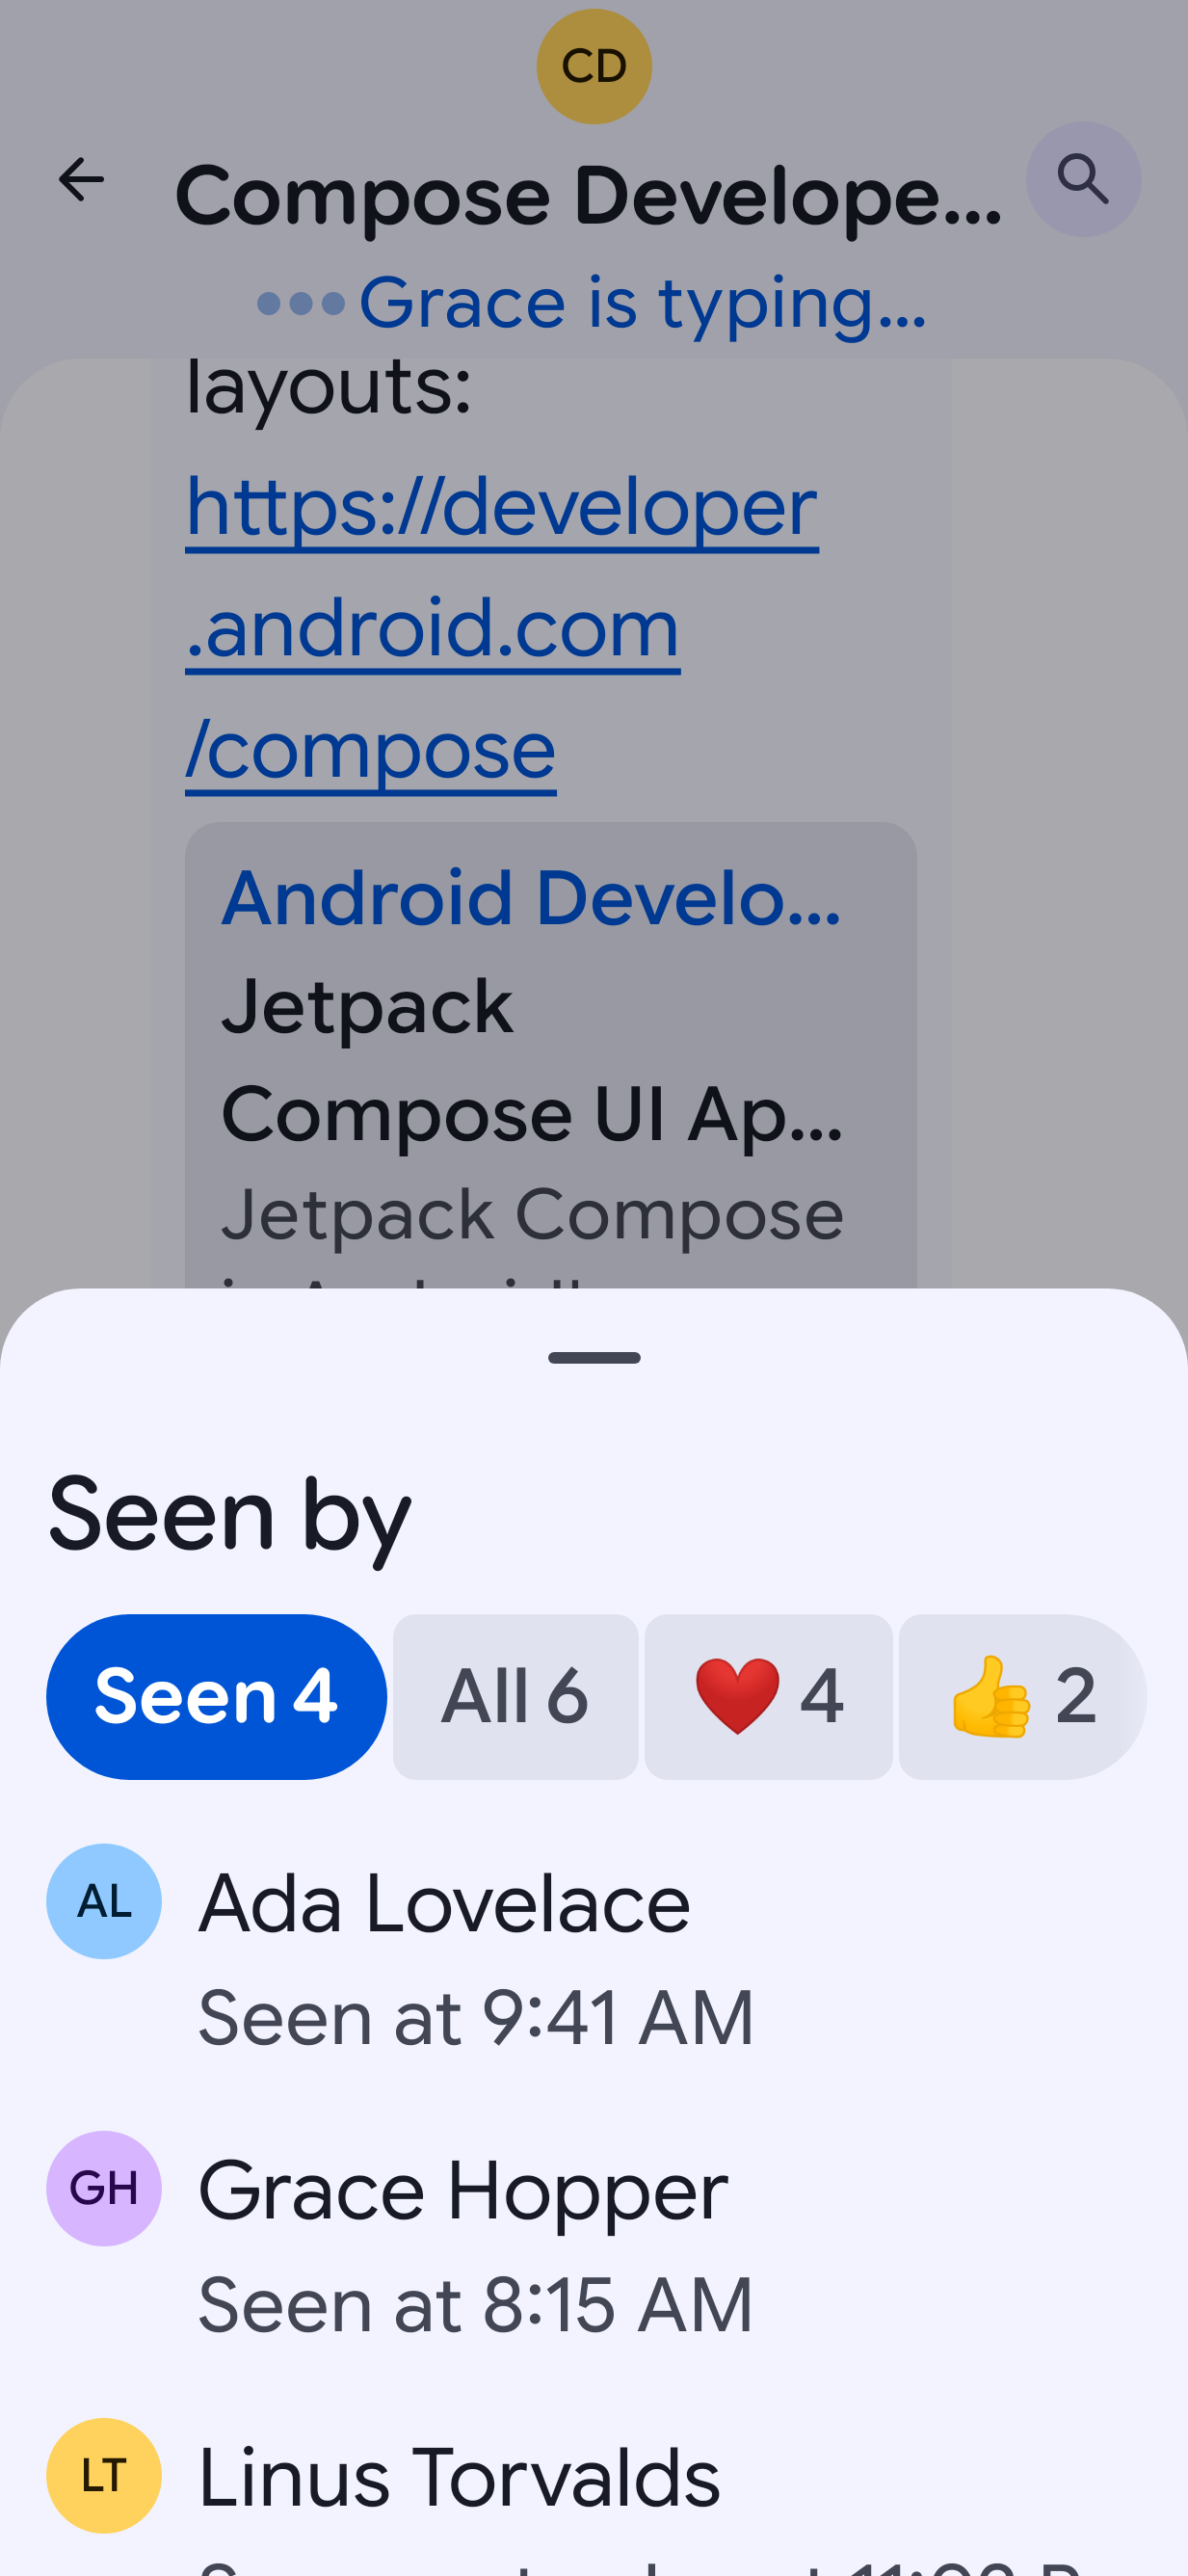 CD
Compose Develope...
Grace is typing...
layouts:
https://developer
.android.com
/compose
Android Develo...
Jetpack
Compose UI Ap...
Jetpack Compose
Seen by
Seen 4
All 6
❤️ 4
👍 2
AL
Ada Lovelace
Seen at 9:41 AM
GH
Grace Hopper
Seen at 8:15 AM
LT
Linus Torvalds